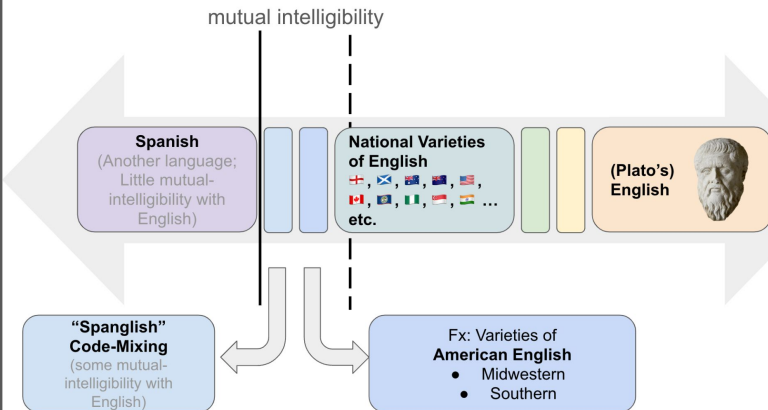 mutual intelligibility
Spanish
(Another language;
Little mutual-
intelligibility with
English)
National Varieties
of English
🏴󠁧󠁢󠁥󠁮󠁧󠁿, 🏴󠁧󠁢󠁳󠁣󠁴󠁿, 🇦🇺, 🇳🇿, 🇺🇸,
, , , , ...
etc.
(Plato's)
English
"Spanglish"
Code-Mixing
(some mutual-
intelligibility with
English)
Fx: Varieties of
American English
● Midwestern
● Southern